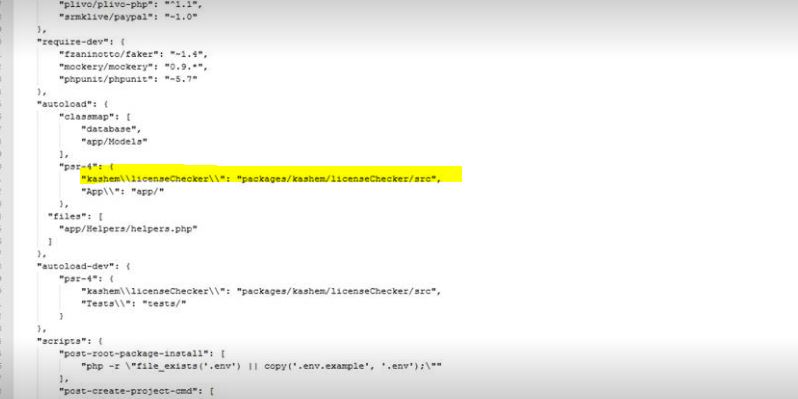 "plivo/plivo-php": "^1.1",
"srmklive/paypal": "~1.0"
},
"require-dev": {
"fzaninotto/faker": "~1.4",
"mockery/mockery": "0.9.*",
"phpunit/phpunit": "~5.7"
},
"autoload": {
"classmap": [
"database",
"app/Models"
],
"psr-4": {
"kashem\\licenseChecker\\": "packages/kashem/licenseChecker/src",
"App\\": "app/"
},
"files": [
"app/Helpers/helpers.php"
]
},
"autoload-dev": {
"psr-4": {
"kashem\\licenseChecker\\": "packages/kashem/licenseChecker/src",
"Tests\\": "tests/"
}
},
"scripts": {
"post-root-package-install": [
"php -r \"file_exists('.env') || copy('.env.example', '.env');\""
],
"post-create-project-cmd": [